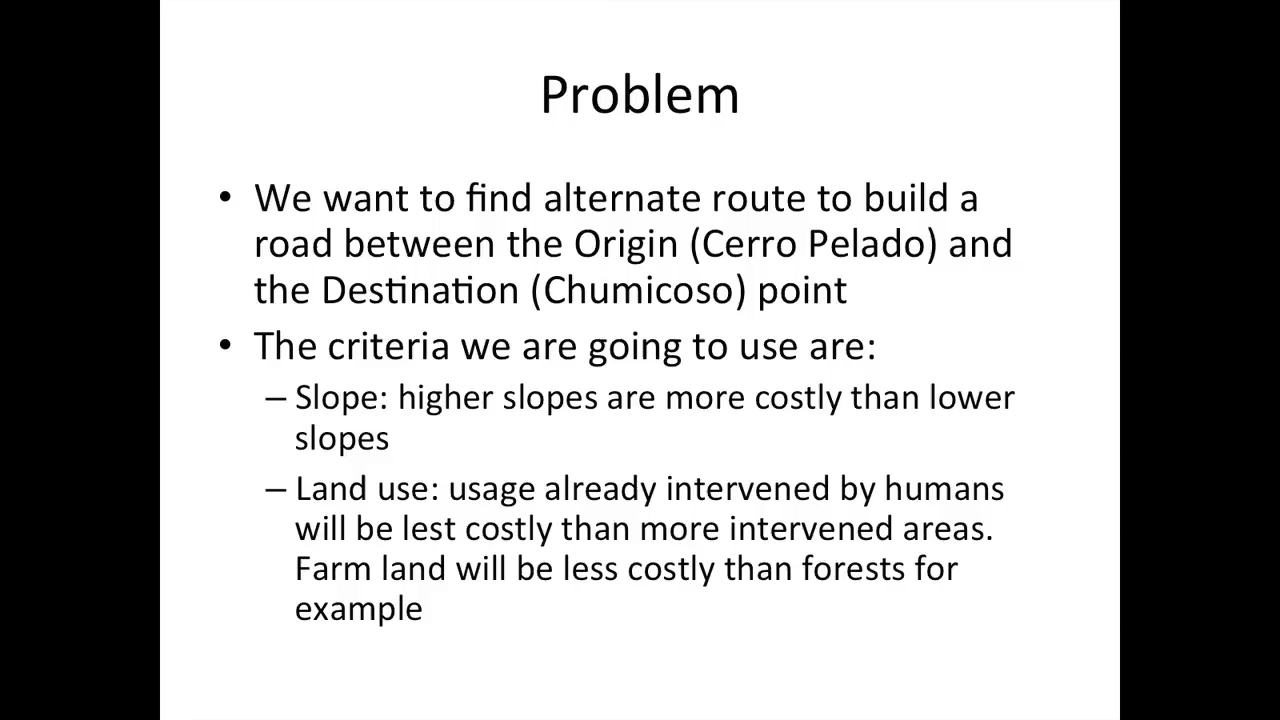 Problem
• We want to find alternate route to build a
road between the Origin (Cerro Pelado) and
the Destination (Chumicoso) point
• The criteria we are going to use are:
– Slope: higher slopes are more costly than lower
slopes
– Land use: usage already intervened by humans
will be lest costly than more intervened areas.
Farm land will be less costly than forests for
example